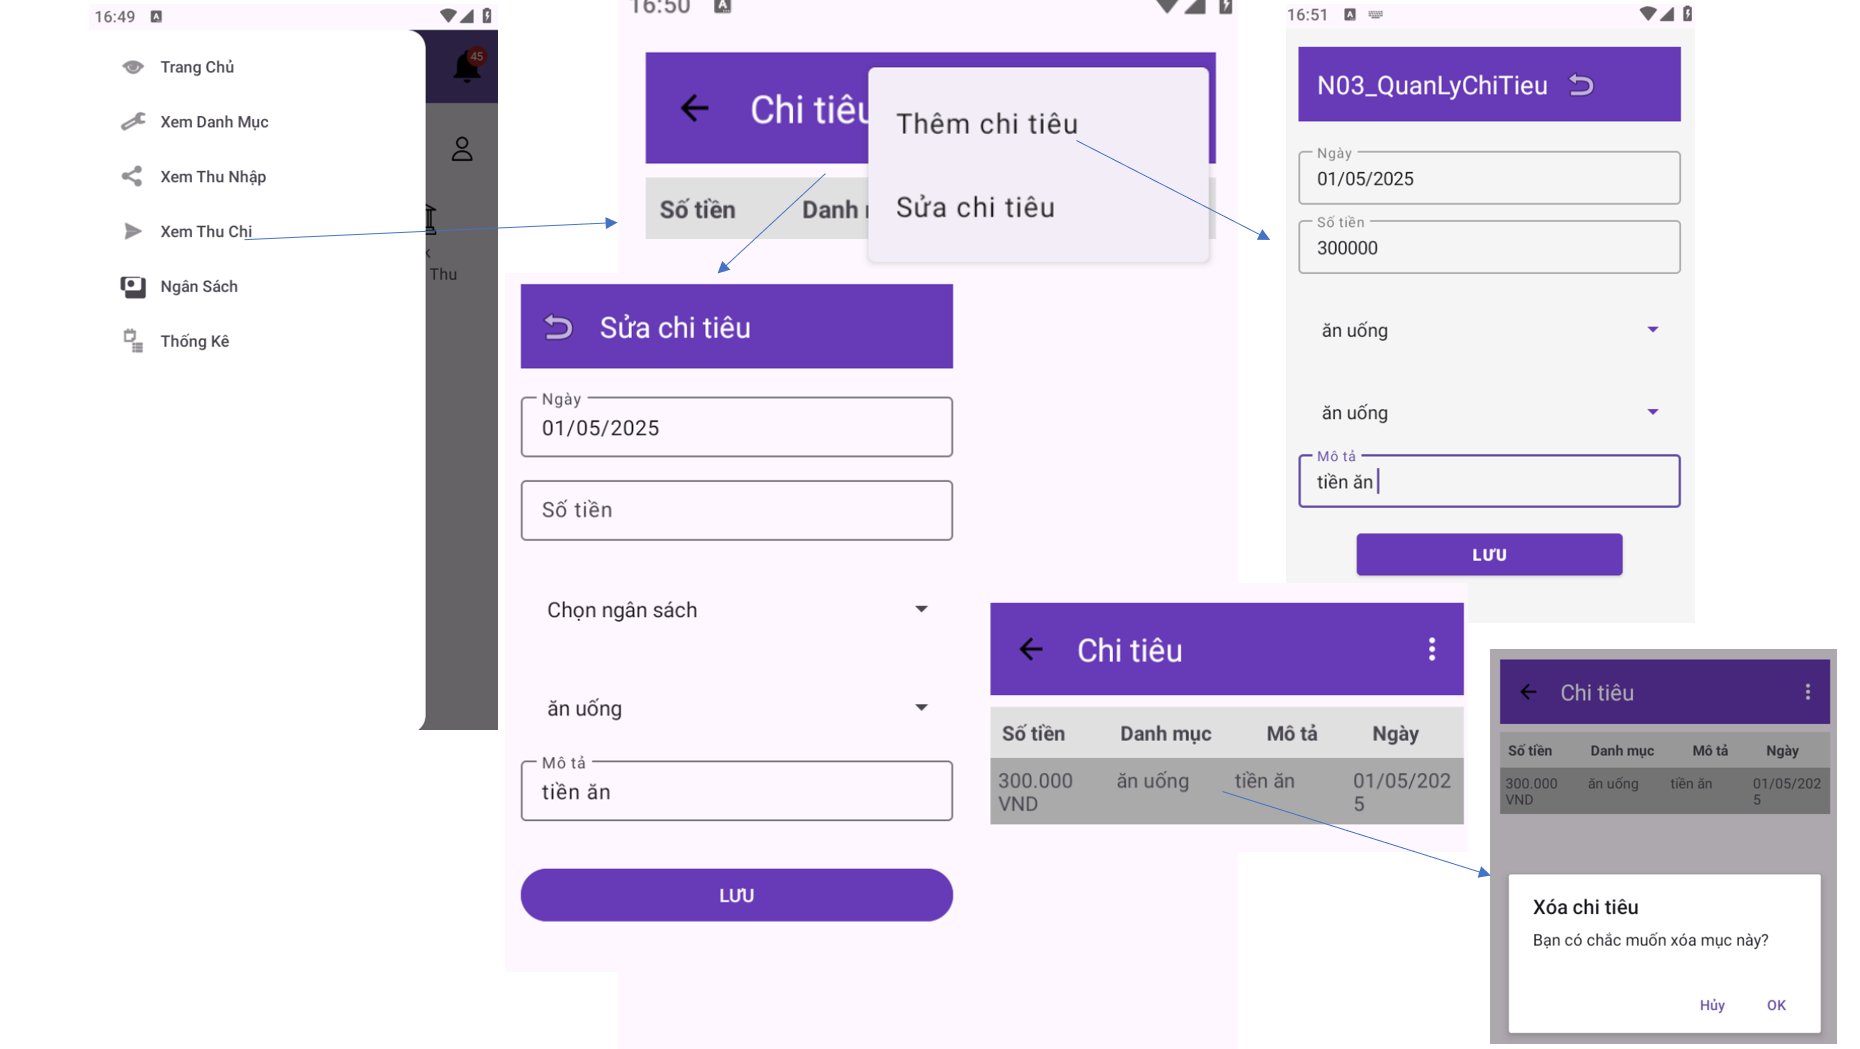 16:49
45
Trang Chủ
Xem Danh Mục
Xem Thu Nhập
Xem Thu Chi
Ngân Sách
Thống Kê
k
Thu
16:50
Chi tiêu
Thêm chi tiêu
Sửa chi tiêu
Số tiền
Danh
Sửa chi tiêu
Ngày
01/05/2025
Số tiền
Chọn ngân sách
ăn uống
Mô tả
tiền ăn
LƯU
16:51
N03_QuanLyChiTieu
Ngày
01/05/2025
Số tiền
300000
ăn uống
ăn uống
Mô tả
tiền ăn
LƯU
Chi tiêu
Số tiền Danh mục Mô tả Ngày
300.000 VND ăn uống tiền ăn 01/05/2025
Chi tiêu
Số tiền Danh mục Mô tả Ngày
300.000 VND ăn uống tiền ăn 01/05/2025
Xóa chi tiêu
Bạn có chắc muốn xóa mục này?
Hủy OK